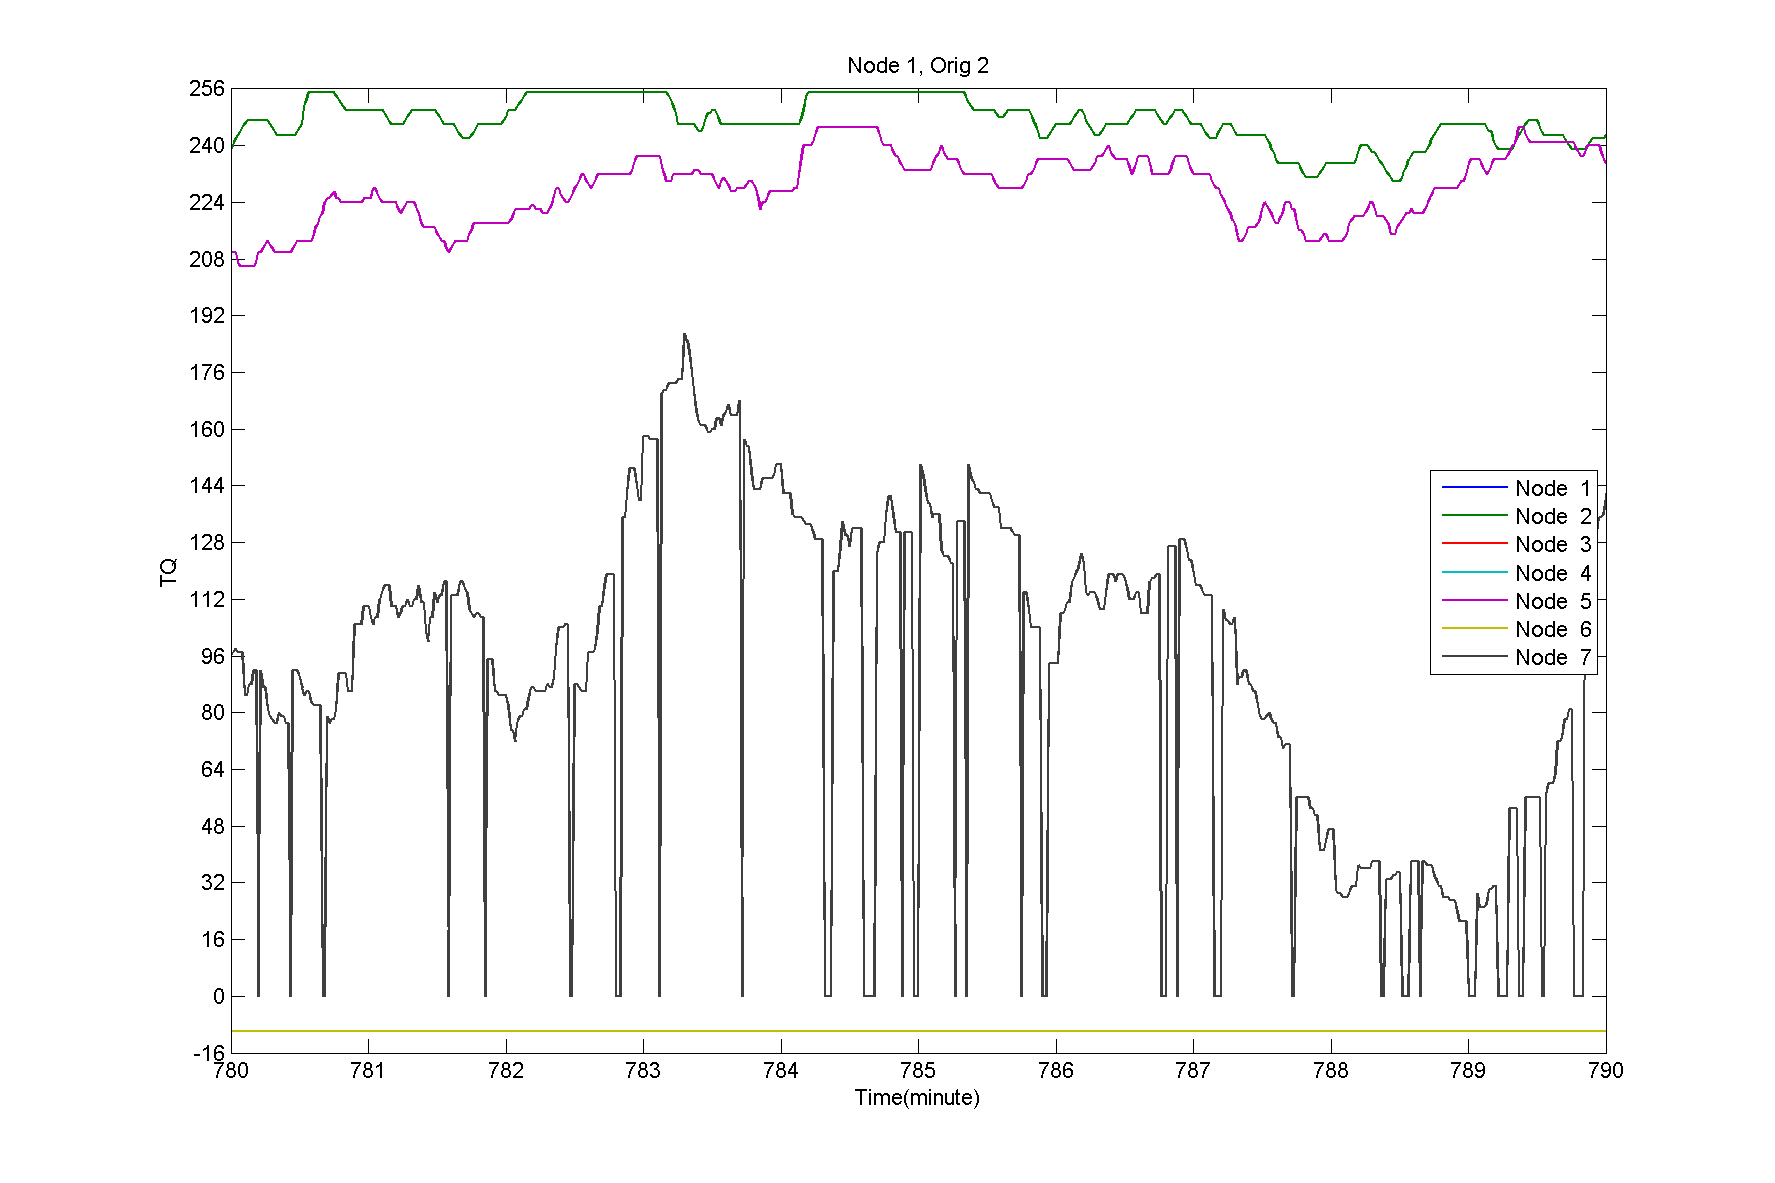 Node 1, Orig 2
256
240
224
208
192
176
160
144
128
112
96
80
64
48
32
16
0
-16
TQ
Node 1
Node 2
Node 3
Node 4
Node 5
Node 6
Node 7
780 781 782 783 784 785 786 787 788 789 790
Time(minute)